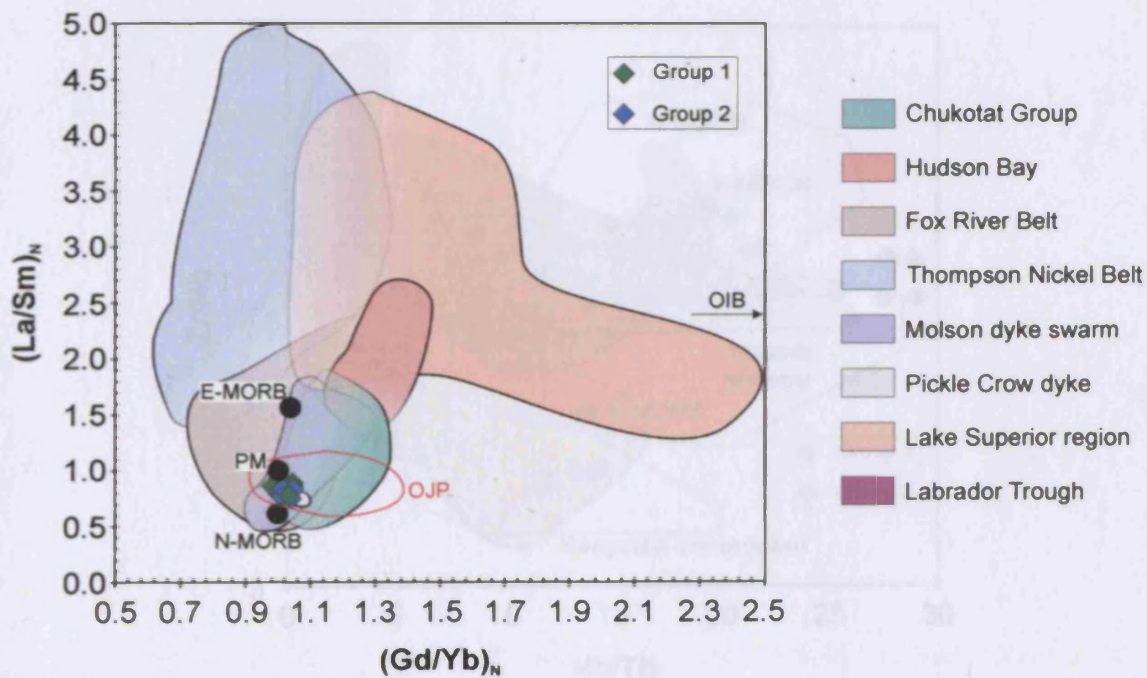 5.0
4.5
4.0
3.5
3.0
2.5
2.0
1.5
1.0
0.5
0.0
(La/Sm)N
0.5 0.7 0.9 1.1 1.3 1.5 1.7 1.9 2.1 2.3 2.5
(Gd/Yb)N
Group 1
Group 2
OIB
E-MORB
PM
OJP
N-MORB
Chukotat Group
Hudson Bay
Fox River Belt
Thompson Nickel Belt
Molson dyke swarm
Pickle Crow dyke
Lake Superior region
Labrador Trough